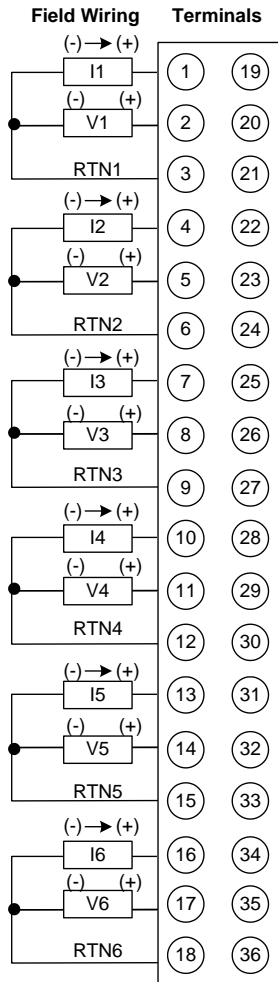 Field Wiring Terminals
(-) → (+)
I1 1 19
(-) (+)
V1 2 20
RTN1 3 21
(-) → (+)
I2 4 22
(-) (+)
V2 5 23
RTN2 6 24
(-) → (+)
I3 7 25
(-) (+)
V3 8 26
RTN3 9 27
(-) → (+)
I4 10 28
(-) (+)
V4 11 29
RTN4 12 30
(-) → (+)
I5 13 31
(-) (+)
V5 14 32
RTN5 15 33
(-) → (+)
I6 16 34
(-) (+)
V6 17 35
RTN6 18 36